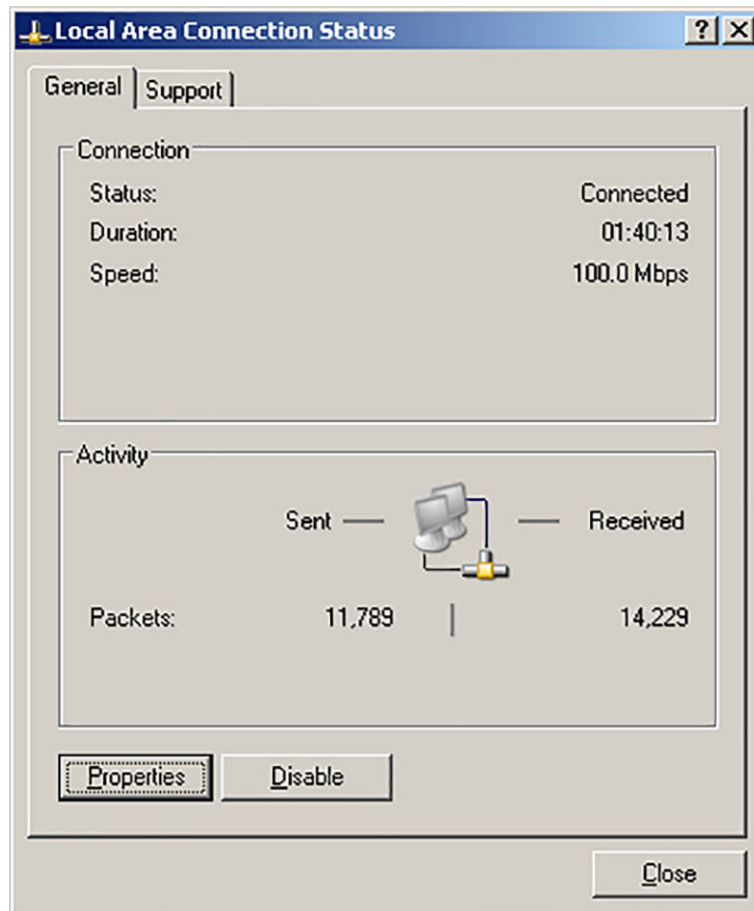 Local Area Connection Status
General Support
Connection
Status: Connected
Duration: 01:40:13
Speed: 100.0 Mbps
Activity
Sent Received
Packets: 11,789 14,229
Properties Disable
Close